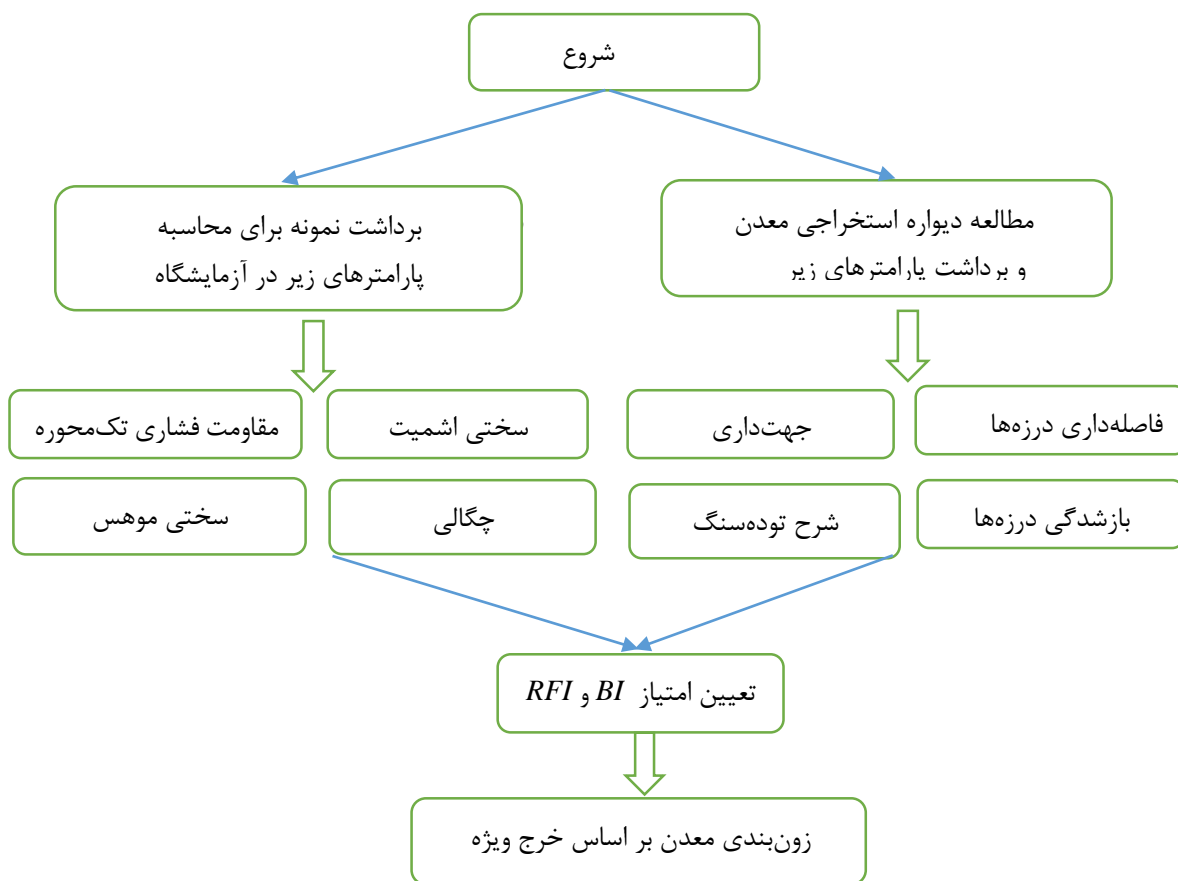 شروع
مطالعه دیواره استخراجی معدن
و برداشت پارامترهای زیر
برداشت نمونه برای محاسبه
پارامترهای زیر در آزمایشگاه
فاصله‌داری درزه‌ها
جهت‌داری
سختی اشمیت
مقاومت فشاری تک‌محوره
بازشدگی درزه‌ها
شرح توده‌سنگ
چگالی
سختی موهس
تعیین امتیاز BI و RFI
زون‌بندی معدن بر اساس خرج ویژه